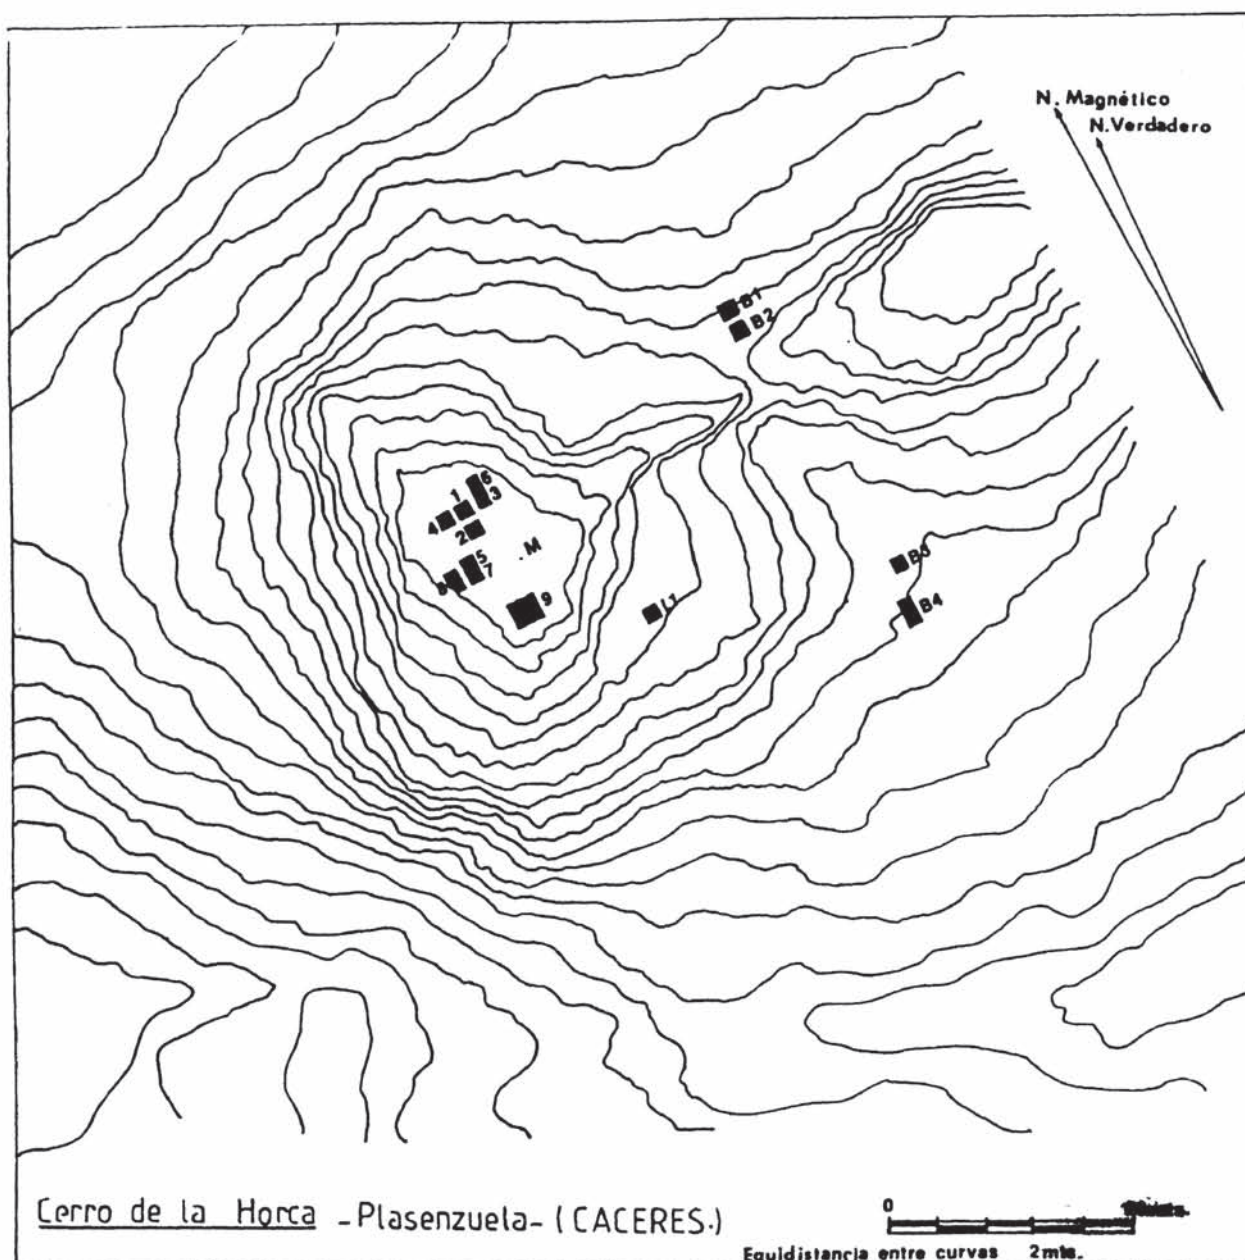 N. Magnético
N.Verdadero
B1
B2
6
1
3
4
2
M
5
8
7
9
L1
B3
B4
Cerro de la Horca -Plasenzuela- (CACERES.)
0
Equidistancia entre curvas 2mts.